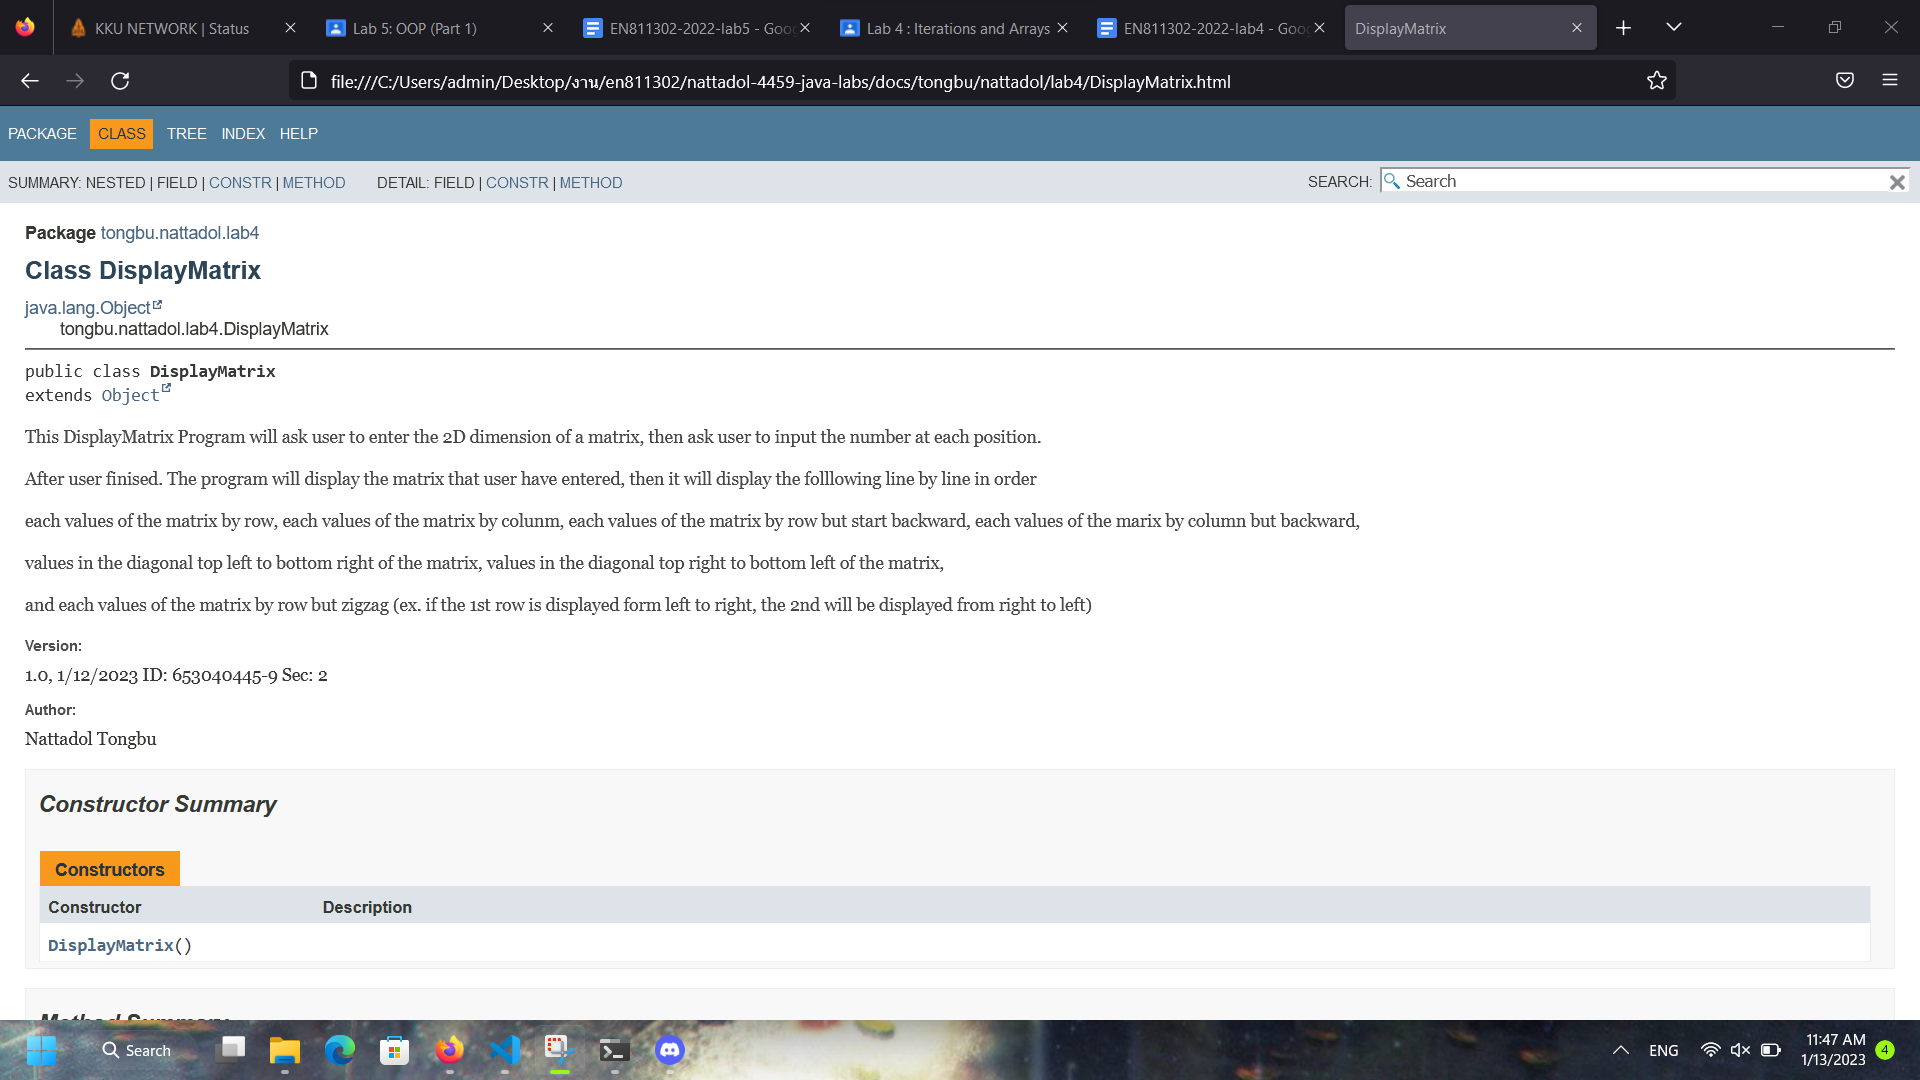 KKU NETWORK | Status
Lab 5: OOP (Part 1)
EN811302-2022-lab5 - Goo
Lab 4 : Iterations and Arrays
EN811302-2022-lab4 - Goo
DisplayMatrix
file:///C:/Users/admin/Desktop/งาน/en811302/nattadol-4459-java-labs/docs/tongbu/nattadol/lab4/DisplayMatrix.html
PACKAGE CLASS TREE INDEX HELP
SUMMARY: NESTED | FIELD | CONSTR | METHOD DETAIL: FIELD | CONSTR | METHOD SEARCH: Search
Package tongbu.nattadol.lab4
Class DisplayMatrix
java.lang.Object
tongbu.nattadol.lab4.DisplayMatrix
public class DisplayMatrix
extends Object
This DisplayMatrix Program will ask user to enter the 2D dimension of a matrix, then ask user to input the number at each position.
After user finised. The program will display the matrix that user have entered, then it will display the folllowing line by line in order
each values of the matrix by row, each values of the matrix by colunm, each values of the matrix by row but start backward, each values of the marix by column but backward,
values in the diagonal top left to bottom right of the matrix, values in the diagonal top right to bottom left of the matrix,
and each values of the matrix by row but zigzag (ex. if the 1st row is displayed form left to right, the 2nd will be displayed from right to left)
Version:
1.0, 1/12/2023 ID: 653040445-9 Sec: 2
Author:
Nattadol Tongbu
Constructor Summary
Constructors
Constructor Description
DisplayMatrix()
Method Summary
Search
ENG
11:47 AM
1/13/2023
4